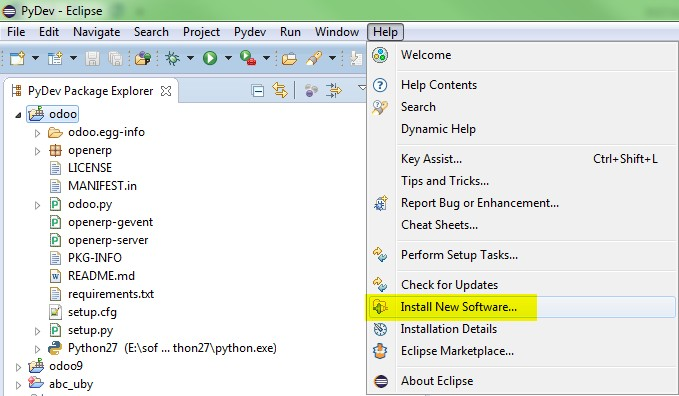 PyDev - Eclipse
File Edit Navigate Search Project Pydev Run Window Help
PyDev Package Explorer
odoo
odoo.egg-info
openerp
LICENSE
MANIFEST.in
odoo.py
openerp-gevent
openerp-server
PKG-INFO
README.md
requirements.txt
setup.cfg
setup.py
Python27 (E:\sof ... thon27\python.exe)
odoo9
abc_uby
Welcome
Help Contents
Search
Dynamic Help
Key Assist... Ctrl+Shift+L
Tips and Tricks...
Report Bug or Enhancement...
Cheat Sheets...
Perform Setup Tasks...
Check for Updates
Install New Software...
Installation Details
Eclipse Marketplace...
About Eclipse